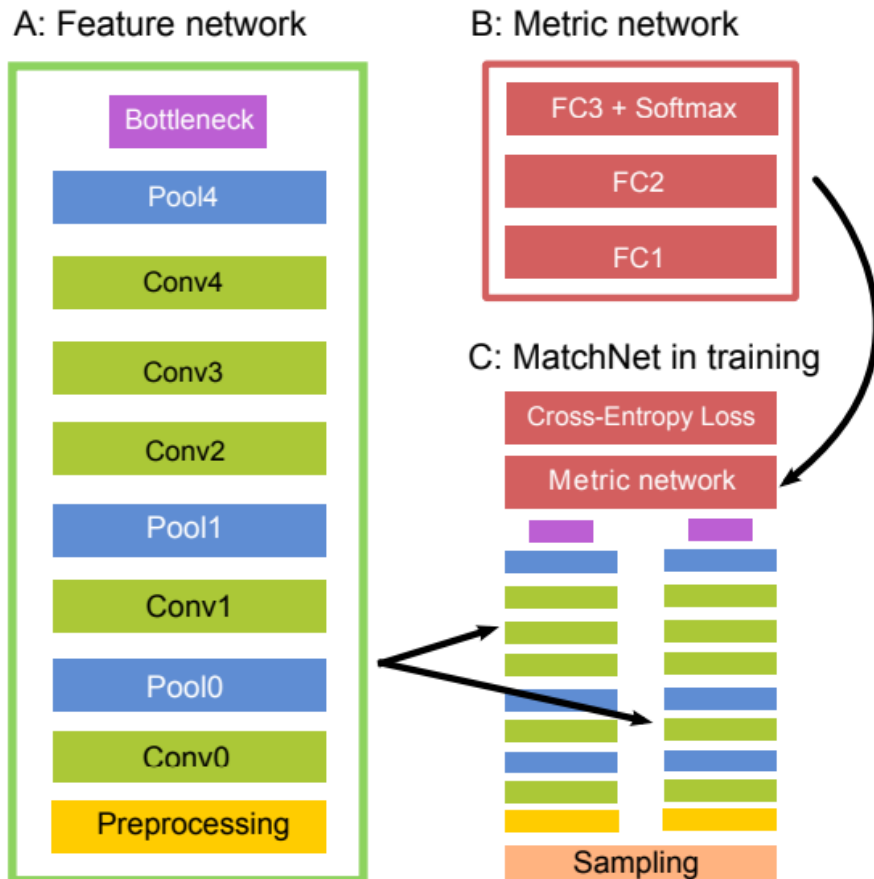 A: Feature network
Bottleneck
Pool4
Conv4
Conv3
Conv2
Pool1
Conv1
Pool0
Conv0
Preprocessing
B: Metric network
FC3 + Softmax
FC2
FC1
C: MatchNet in training
Cross-Entropy Loss
Metric network
Sampling